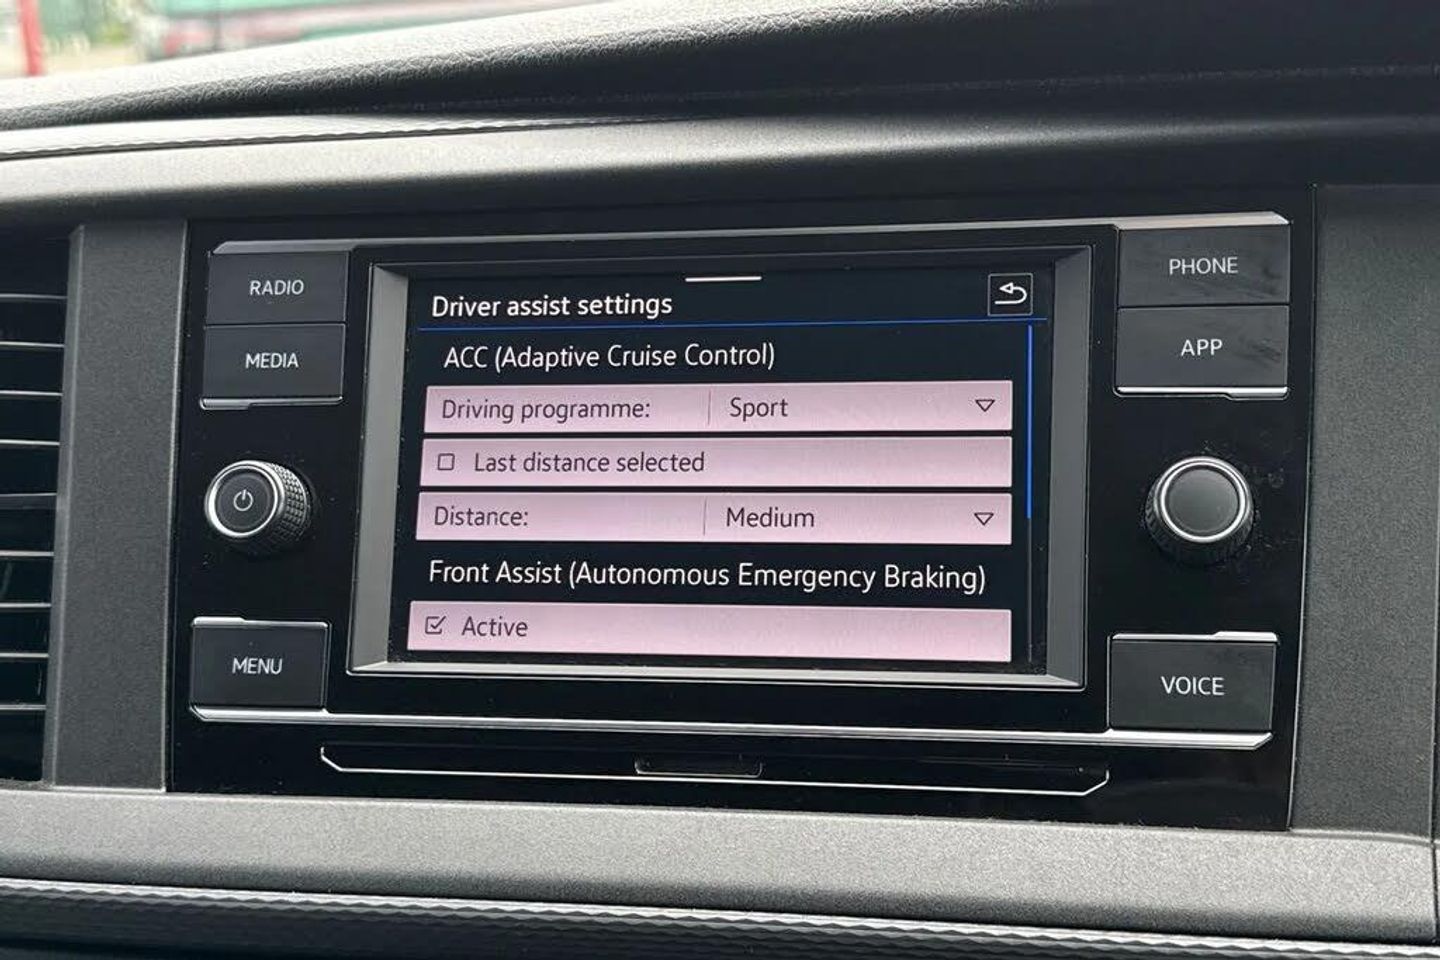 RADIO
MEDIA
MENU
Driver assist settings
ACC (Adaptive Cruise Control)
Driving programme: Sport
Last distance selected
Distance: Medium
Front Assist (Autonomous Emergency Braking)
Active
PHONE
APP
VOICE